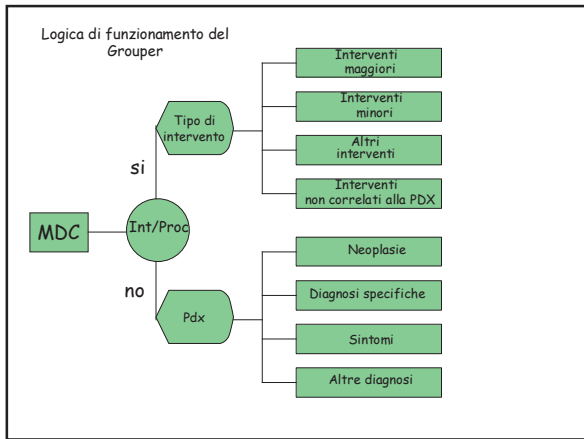 Logica di funzionamento del
Grouper
Interventi
maggiori
Tipo di
intervento
Interventi
minori
Altri
interventi
si
Interventi
non correlati alla PDX
MDC
Int/Proc
Neoplasie
no
Pdx
Diagnosi specifiche
Sintomi
Altre diagnosi